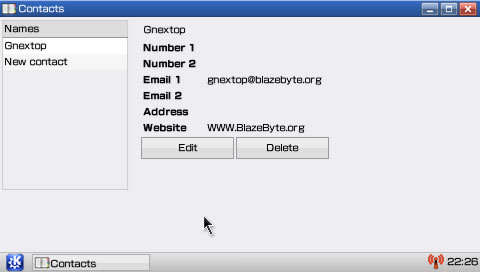 Contacts
Names
Gnextop
New contact
Gnextop
Number 1
Number 2
Email 1 gnextop@blazebyte.org
Email 2
Address
Website WWW.BlazeByte.org
Edit Delete
Contacts 22:26